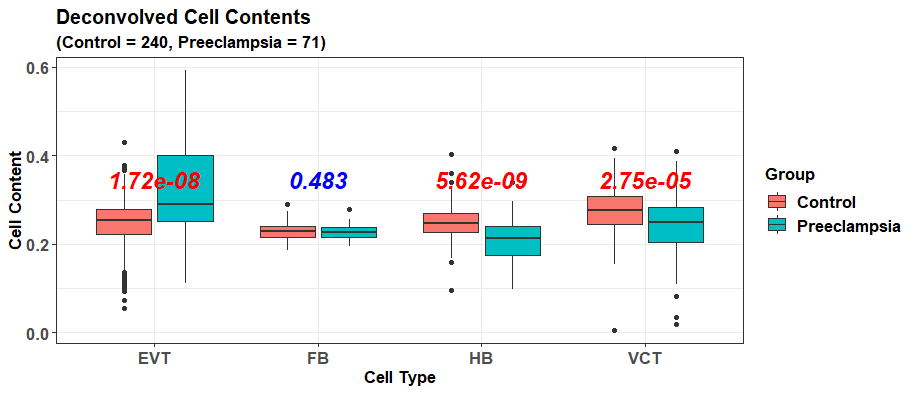 Deconvolved Cell Contents
(Control = 240, Preeclampsia = 71)
0.6
0.4
0.2
0.0
Cell Content
1.72e-08
0.483
5.62e-09
2.75e-05
EVT
FB
HB
VCT
Cell Type
Group
Control
Preeclampsia